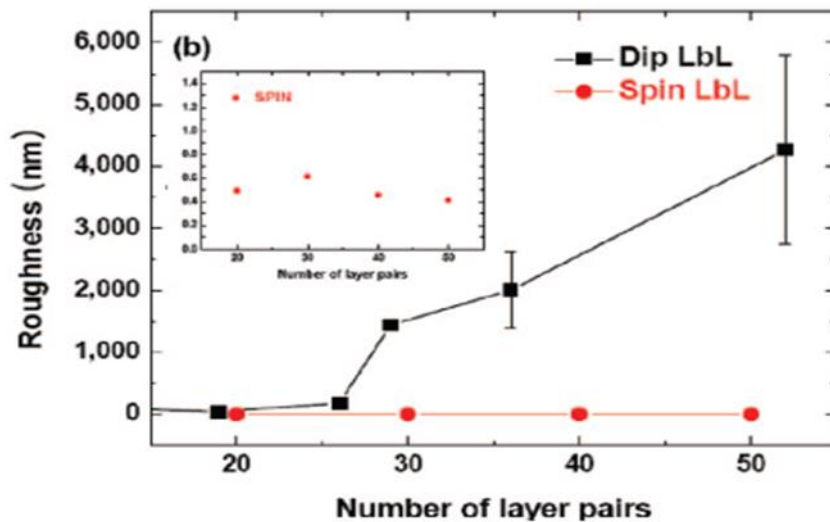 6,000
(b)
Dip LbL
Spin LbL
5,000
4,000
3,000
2,000
1,000
0
Roughness (nm)
1.4
1.2
1.0
0.8
0.6
0.4
0.2
0.0
SPIN
20 30 40 50
Number of layer pairs
20 30 40 50
Number of layer pairs